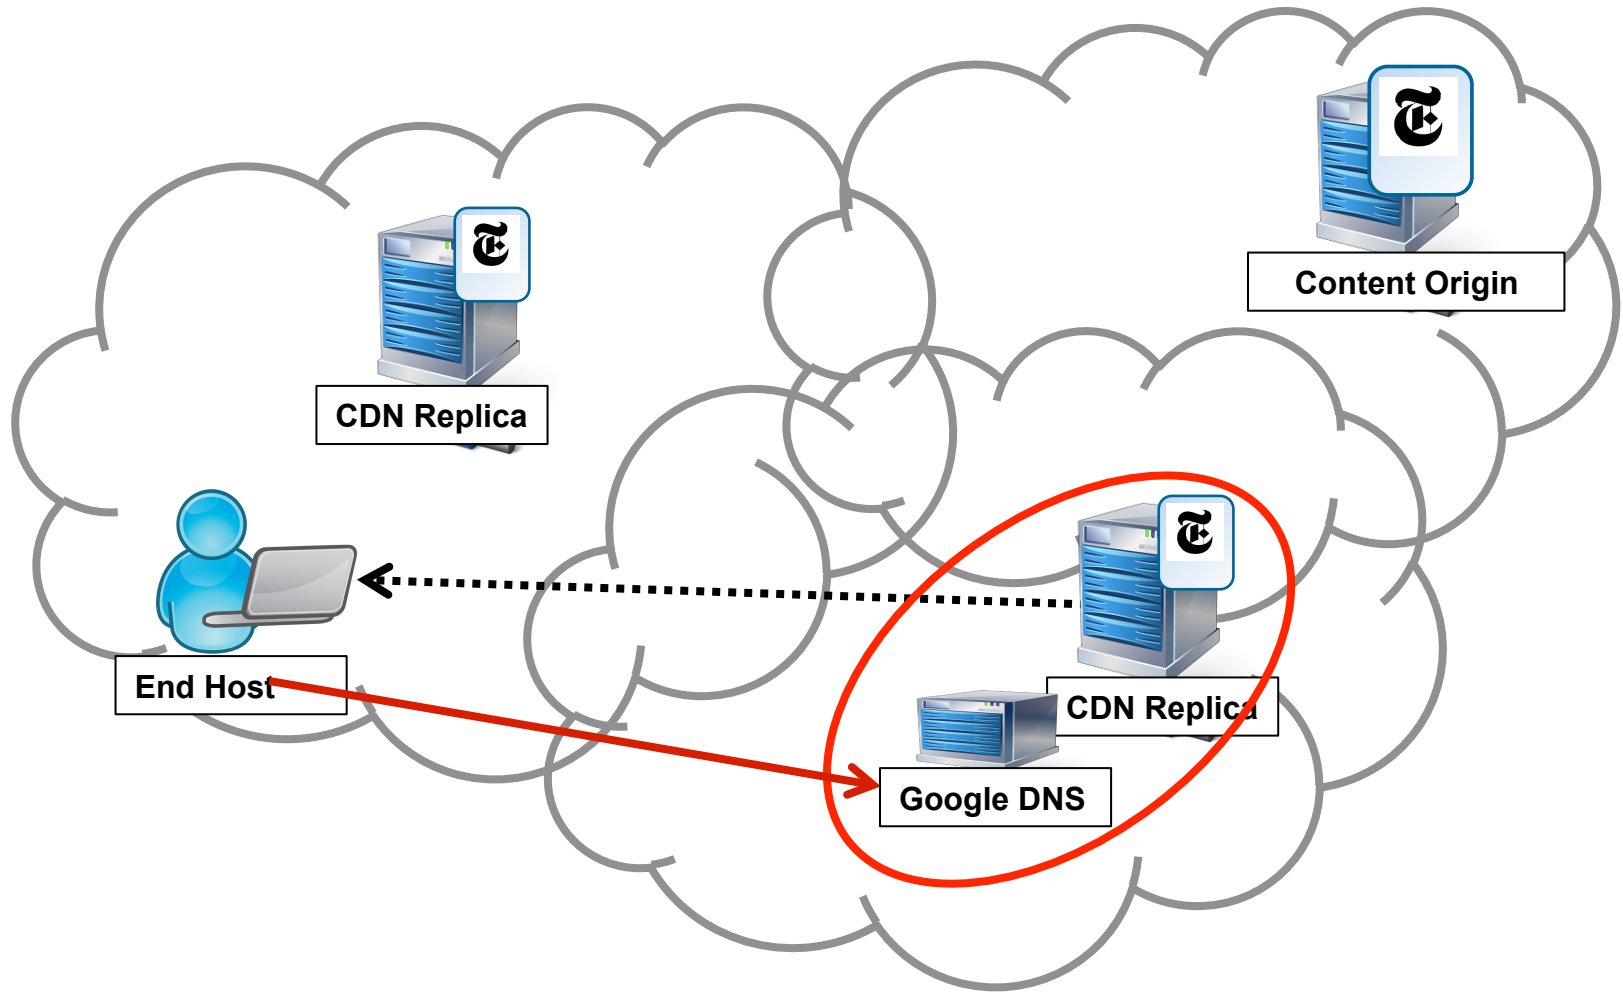 Content Origin
CDN Replica
End Host
CDN Replica
Google DNS